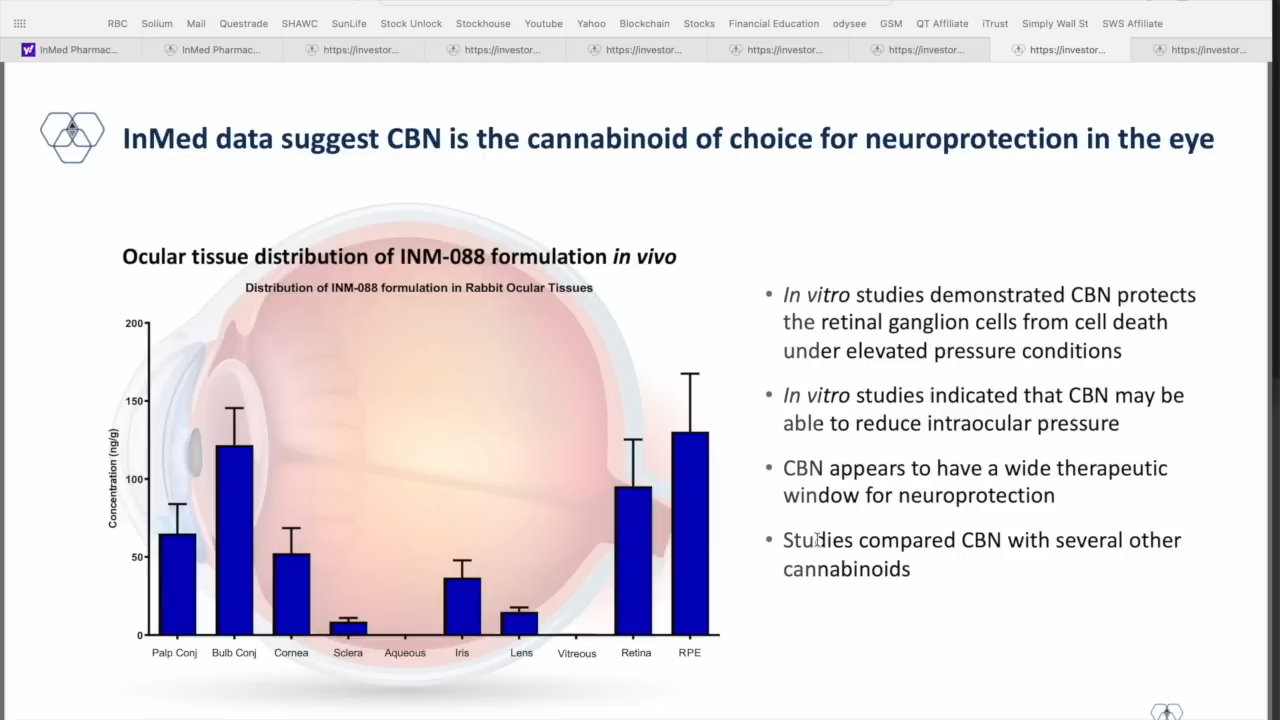 RBC Solium Mail Questrade SHAWC SunLife Stock Unlock Stockhouse Youtube Yahoo Blockchain Stocks Financial Education odysee GSM QT Affiliate iTrust Simply Wall St SWS Affiliate
InMed Pharmac... InMed Pharmac... https://investor... https://investor... https://investor... https://investor... https://investor... https://investor... https://investor...
InMed data suggest CBN is the cannabinoid of choice for neuroprotection in the eye
Ocular tissue distribution of INM-088 formulation in vivo
Distribution of INM-088 formulation in Rabbit Ocular Tissues
Concentration (ng/g)
200
150
100
50
0
Palp Conj Bulb Conj Cornea Sclera Aqueous Iris Lens Vitreous Retina RPE
• In vitro studies demonstrated CBN protects
the retinal ganglion cells from cell death
under elevated pressure conditions
• In vitro studies indicated that CBN may be
able to reduce intraocular pressure
• CBN appears to have a wide therapeutic
window for neuroprotection
• Studies compared CBN with several other
cannabinoids